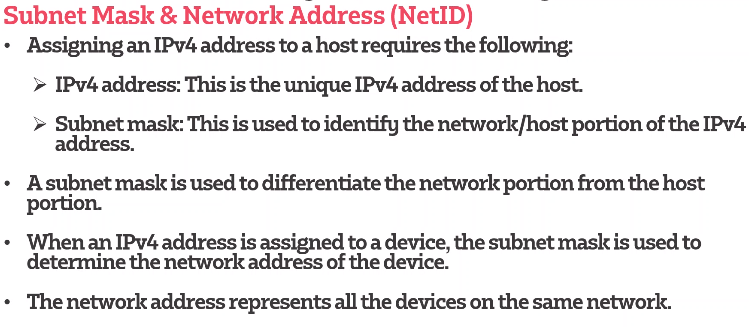 Subnet Mask & Network Address (NetID)
• Assigning an IPv4 address to a host requires the following:
➢ IPv4 address: This is the unique IPv4 address of the host.
➢ Subnet mask: This is used to identify the network/host portion of the IPv4
address.
• A subnet mask is used to differentiate the network portion from the host
portion.
• When an IPv4 address is assigned to a device, the subnet mask is used to
determine the network address of the device.
• The network address represents all the devices on the same network.